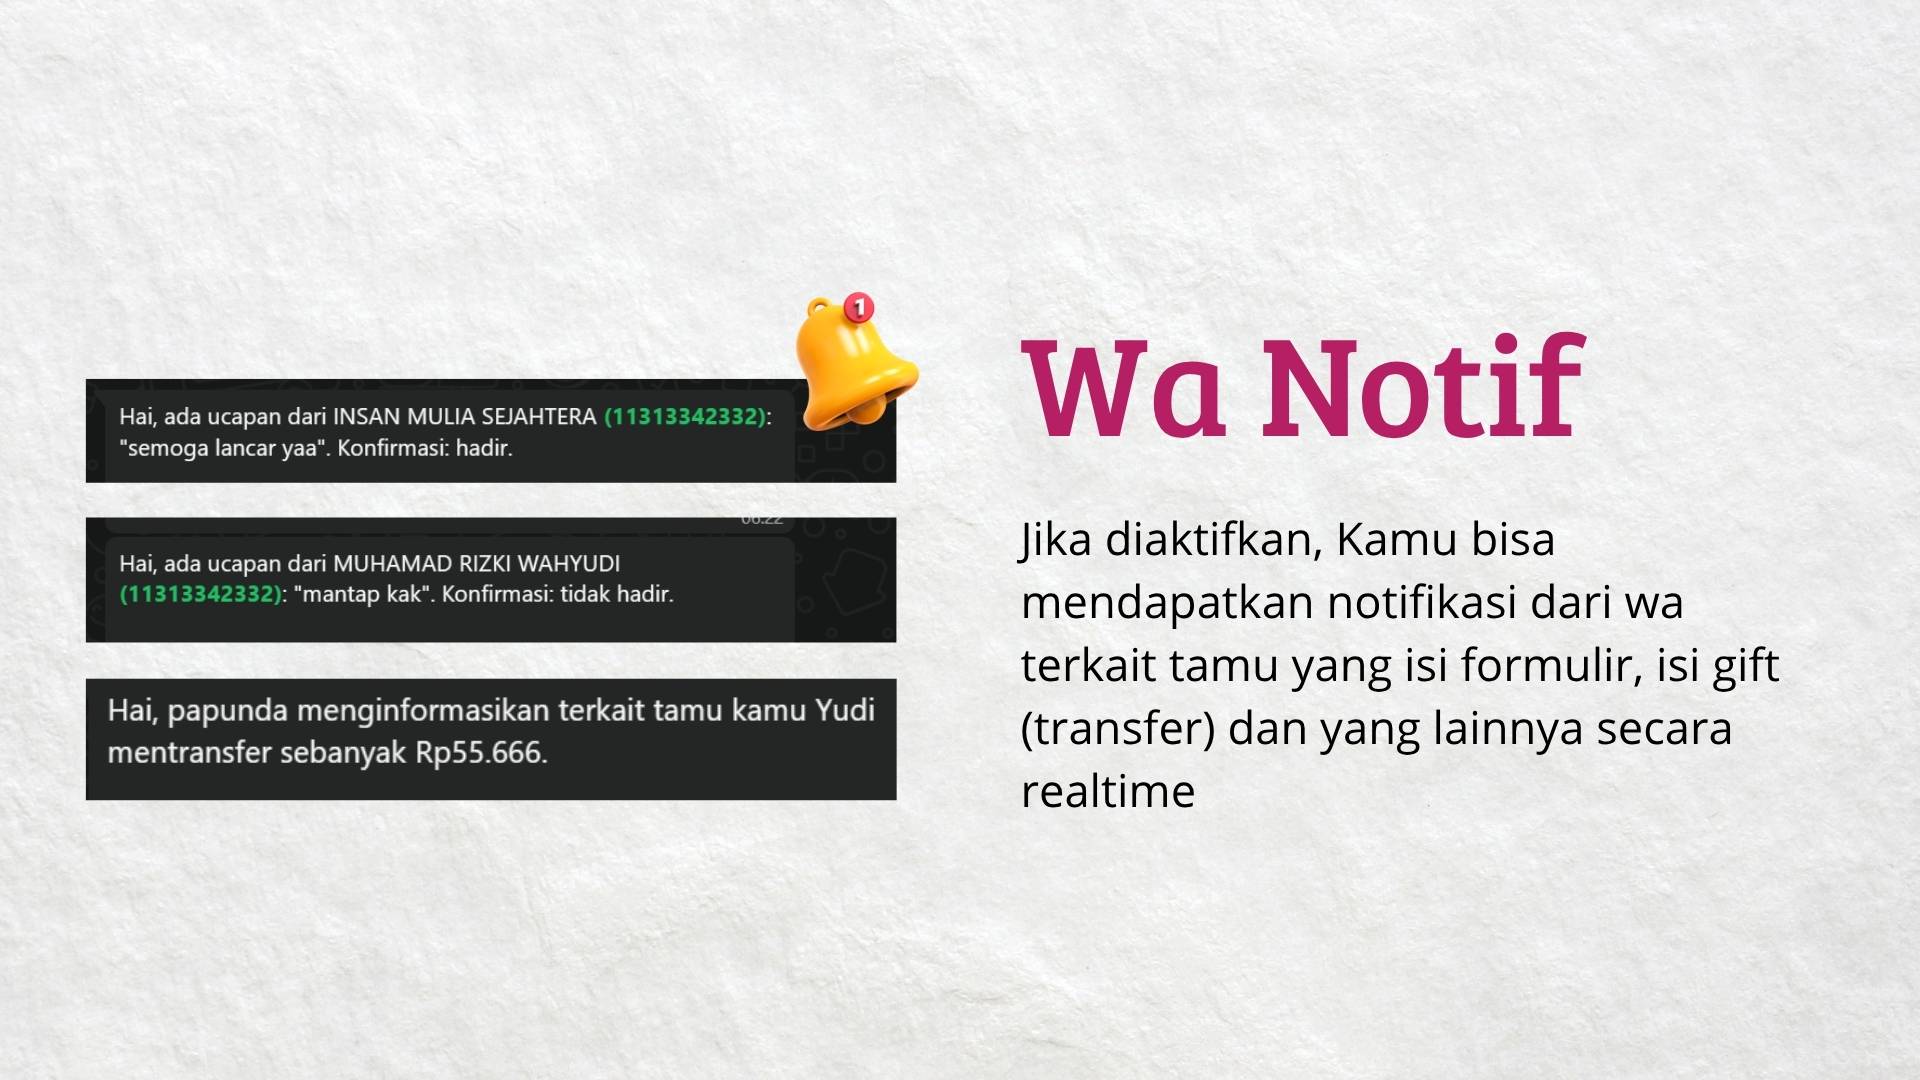 1
Hai, ada ucapan dari INSAN MULIA SEJAHTERA (11313342332):
"semoga lancar yaa". Konfirmasi: hadir.
06:22
Hai, ada ucapan dari MUHAMAD RIZKI WAHYUDI
(11313342332): "mantap kak". Konfirmasi: tidak hadir.
Hai, papunda menginformasikan terkait tamu kamu Yudi
mentransfer sebanyak Rp55.666.
Wa Notif
Jika diaktifkan, Kamu bisa
mendapatkan notifikasi dari wa
terkait tamu yang isi formulir, isi gift
(transfer) dan yang lainnya secara
realtime